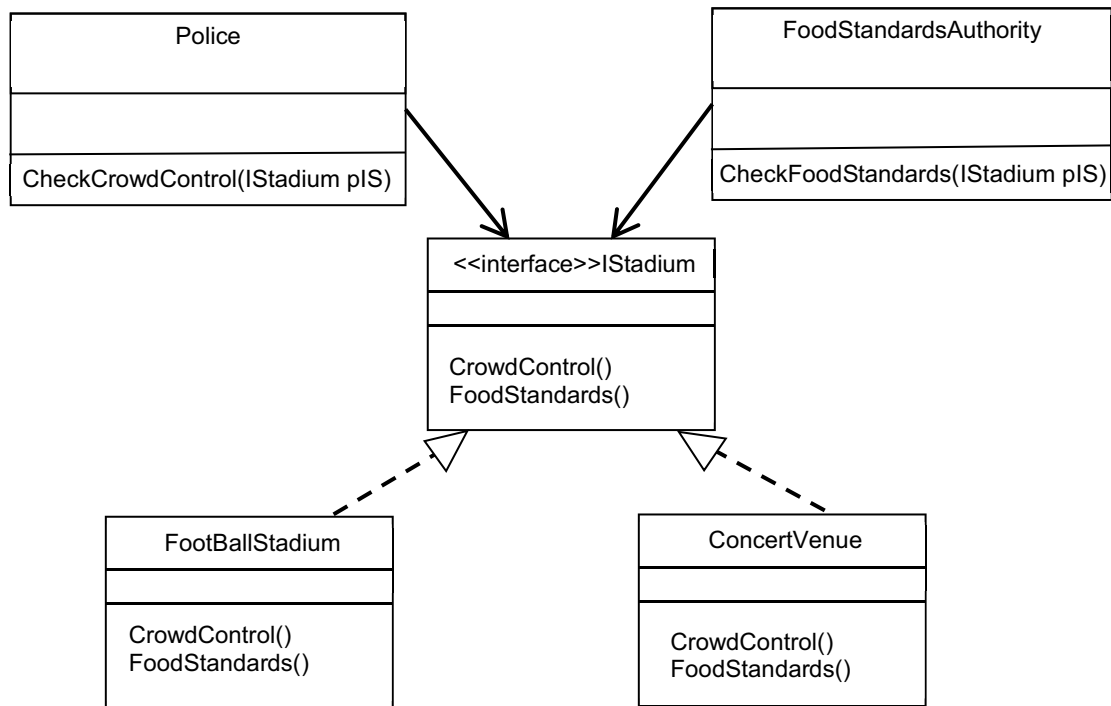 Police
CheckCrowdControl(IStadium pIS)
FoodStandardsAuthority
CheckFoodStandards(IStadium pIS)
<<interface>>IStadium
CrowdControl()
FoodStandards()
FootBallStadium
CrowdControl()
FoodStandards()
ConcertVenue
CrowdControl()
FoodStandards()